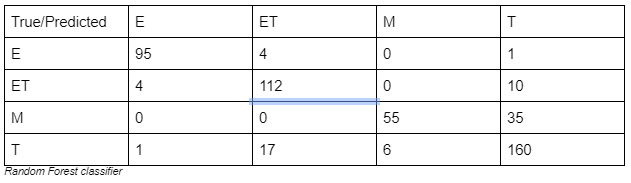 True/Predicted E ET M T
E 95 4 0 1
ET 4 112 0 10
M 0 0 55 35
T 1 17 6 160
Random Forest classifier